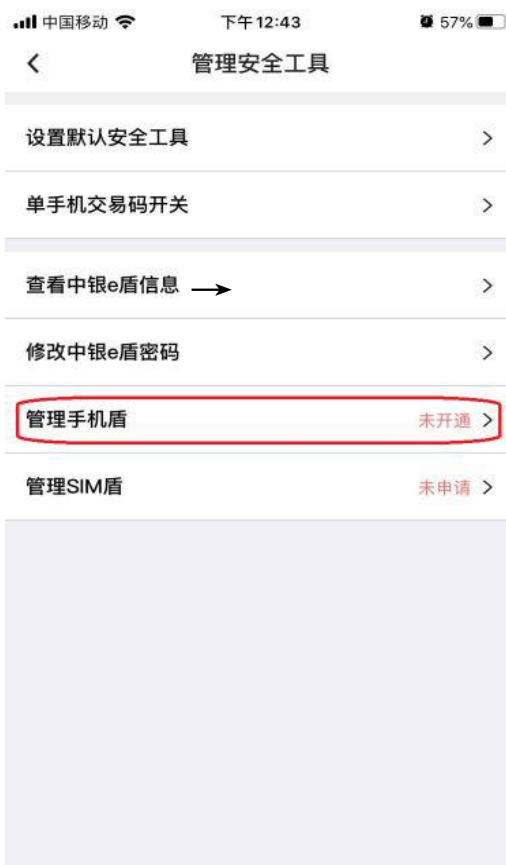 中国移动 下午12:43 57%
管理安全工具
设置默认安全工具
单手机交易码开关
查看中银e盾信息
修改中银e盾密码
管理手机盾 未开通
管理SIM盾 未申请